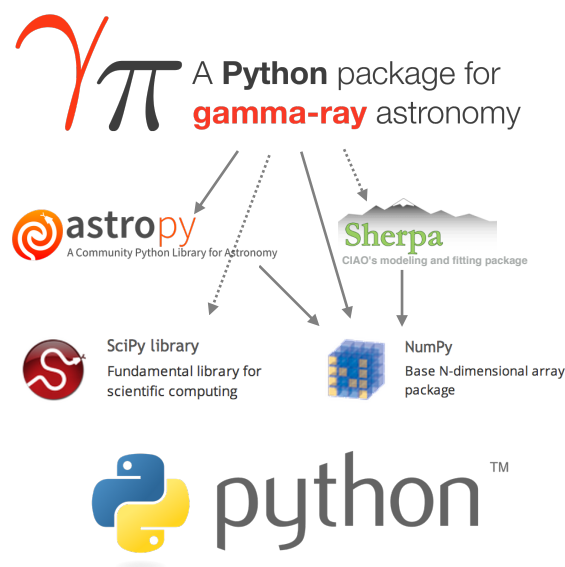 γπ
A Python package for
gamma-ray astronomy
astropy
A Community Python Library for Astronomy
Sherpa
CIAO's modeling and fitting package
SciPy library
Fundamental library for
scientific computing
NumPy
Base N-dimensional array
package
python™